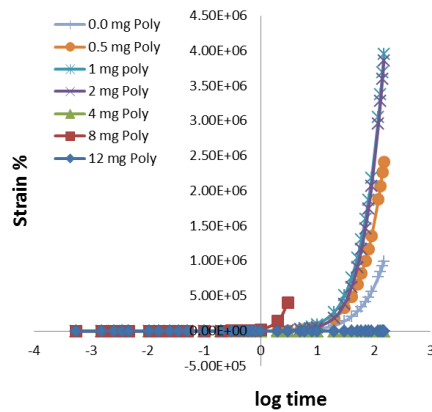 0.0 mg Poly
0.5 mg Poly
1 mg poly
2 mg Poly
4 mg Poly
8 mg Poly
12 mg Poly
Strain %
4.50E+06
4.00E+06
3.50E+06
3.00E+06
2.50E+06
2.00E+06
1.50E+06
1.00E+06
5.00E+05
0.00E+00
-5.00E+05
-4 -3 -2 -1 0 1 2 3
log time